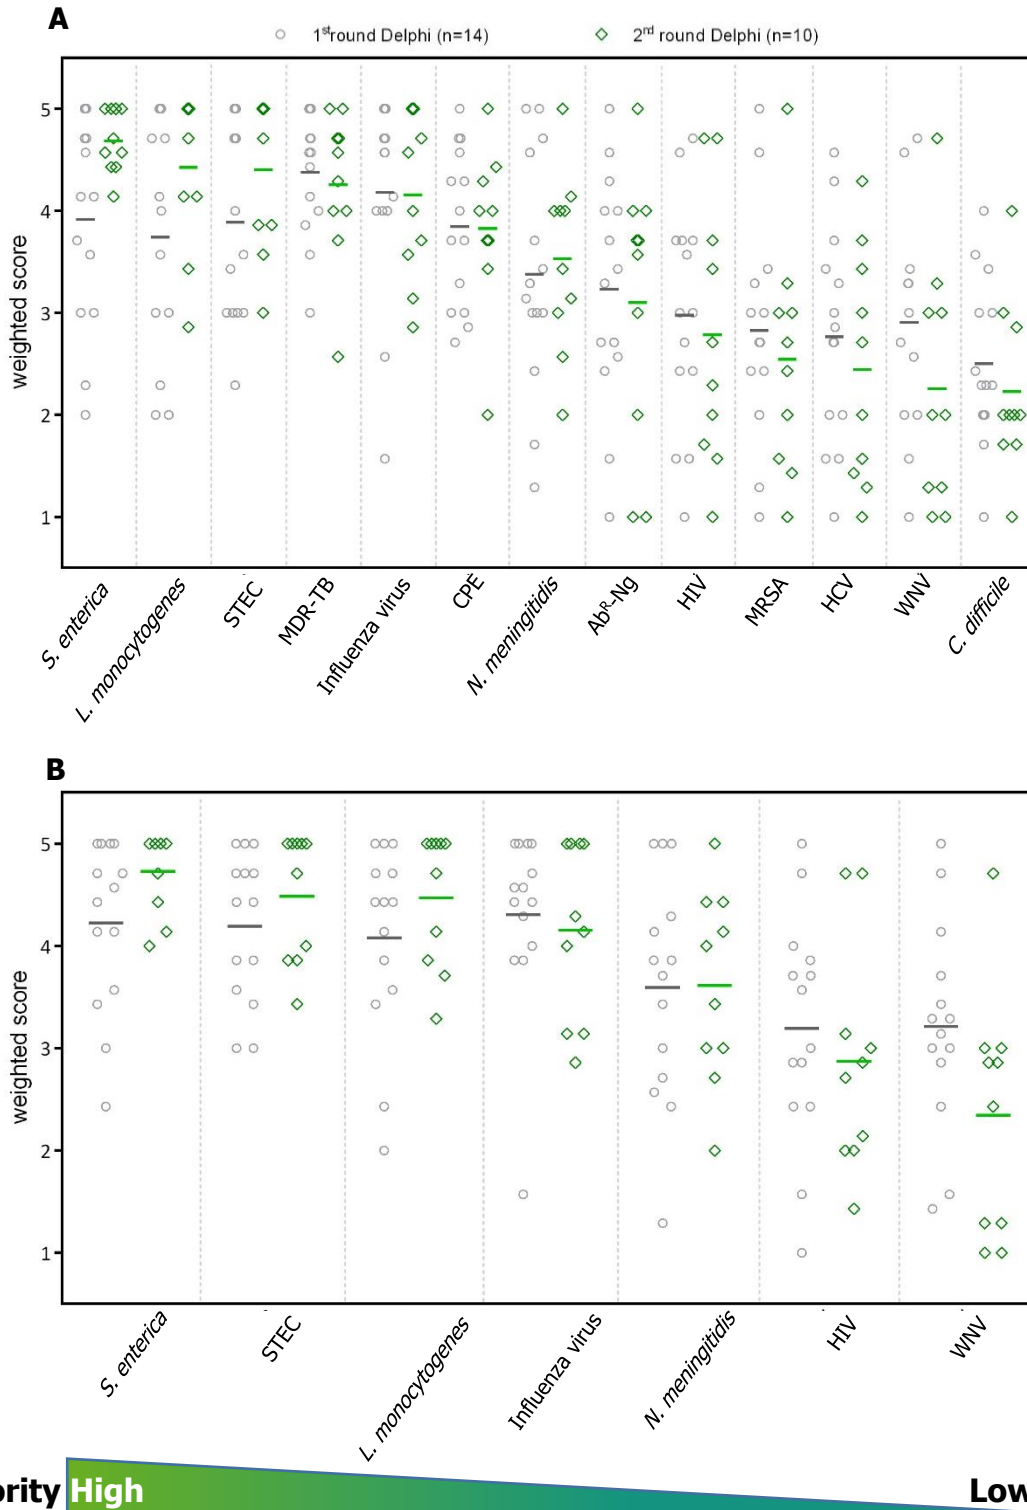 A
1st round Delphi (n=14) 2nd round Delphi (n=10)
weighted score
5
4
3
2
1
S. enterica L. monocytogenes STEC MDR-TB Influenza virus CPE N. meningitidis AbR-Ng HIV MRSA HCV WNV C. difficile
B
weighted score
5
4
3
2
1
S. enterica STEC L. monocytogenes Influenza virus N. meningitidis HIV WNV
ority High Low